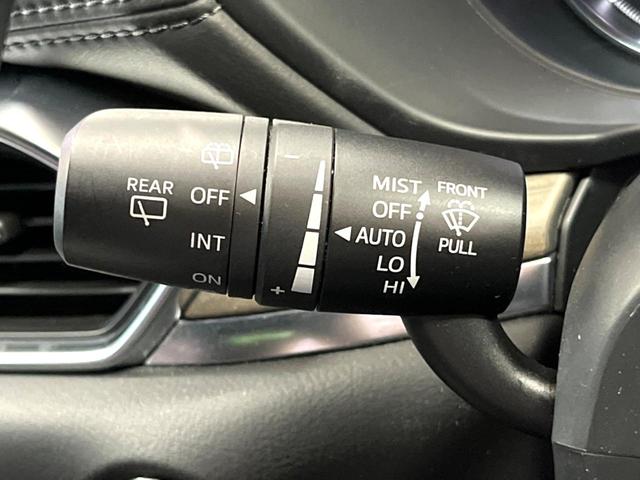 REAR
OFF
INT
ON
−
+
MIST
OFF
AUTO
LO
HI
FRONT
PULL